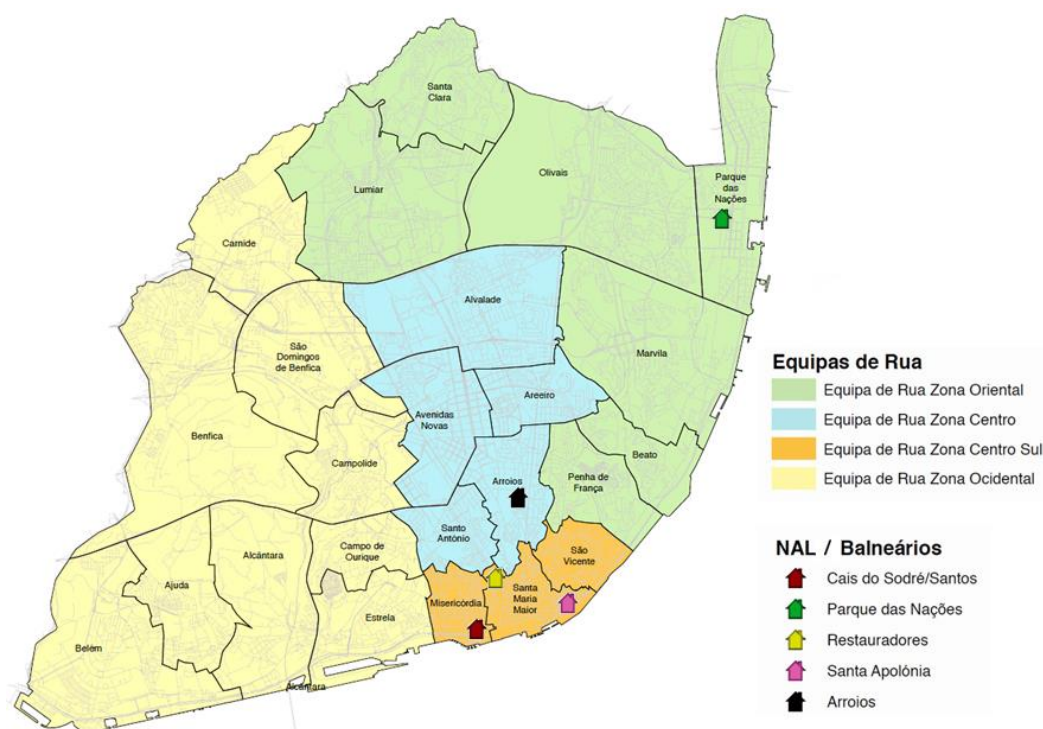 Santa
Clara
Olivais
Parque
das
Nações
Lumiar
Carnide
Alvalade
São
Domingos
de Benfica
Marvila
Equipas de Rua
Equipa de Rua Zona Oriental
Equipa de Rua Zona Centro
Equipa de Rua Zona Centro Sul
Equipa de Rua Zona Ocidental
Areeiro
Avenidas
Novas
Benfica
Campolide
Beato
Arroios
Penha de
França
Santo
António
Campo de
Ourique
São
Vicente
Alcântara
Ajuda
Misericórdia
Santa
Maria
Maior
Estrela
Belém
Alcântara
NAL / Balneários
Cais do Sodré/Santos
Parque das Nações
Restauradores
Santa Apolónia
Arroios